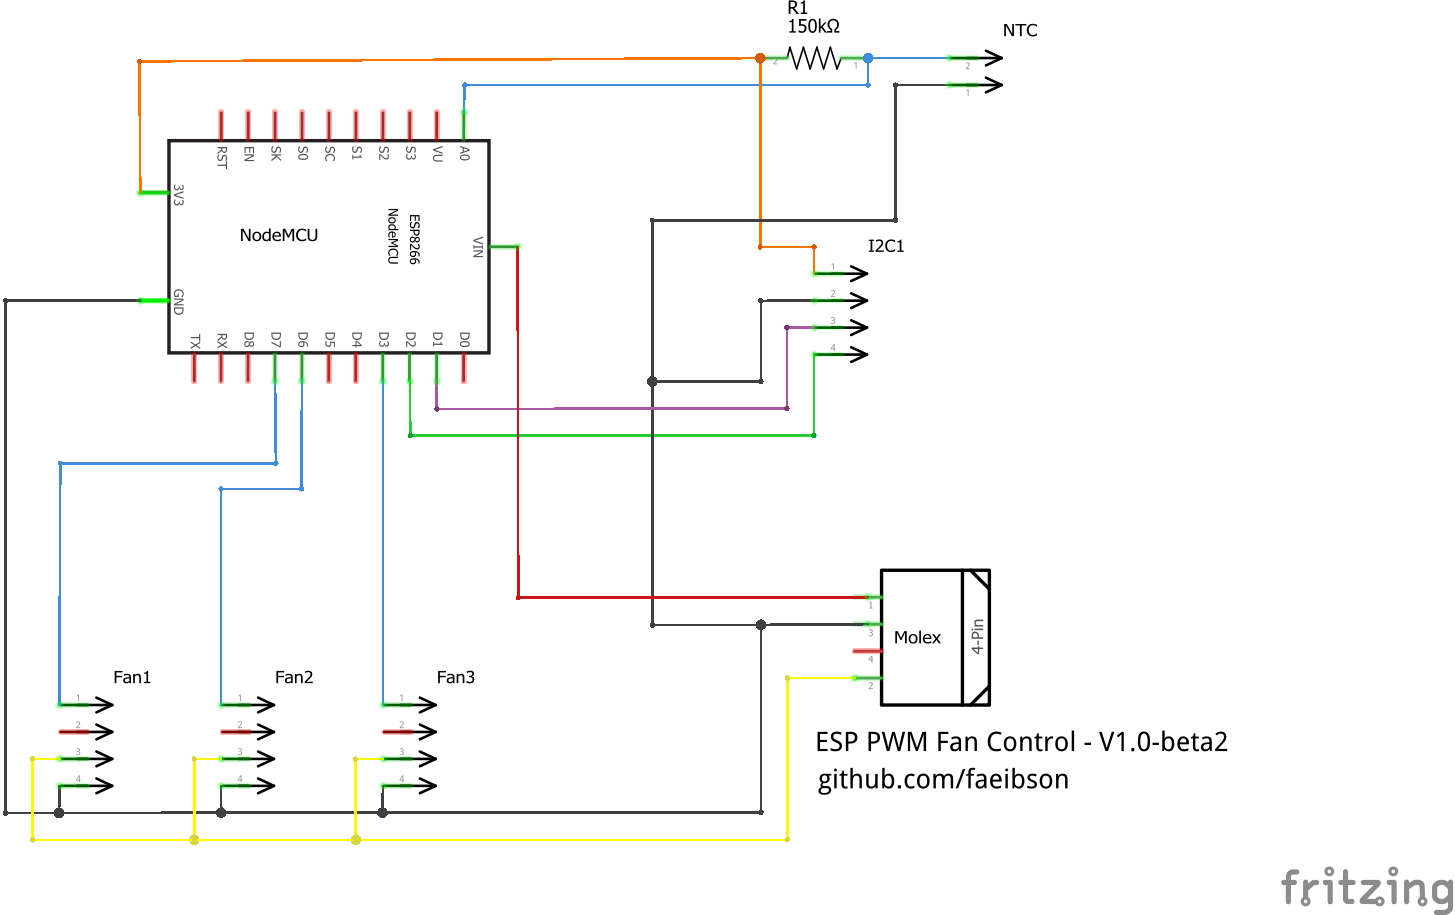 R1
150kΩ
NTC
2
1
2
1
RST EN SK S0 SC S1 S2 S3 VU A0
3V3
NodeMCU
ESP8266
NodeMCU
VIN
GND
TX RX D8 D7 D6 D5 D4 D3 D2 D1 D0
I2C1
1
2
3
4
Molex
4-Pin
1
3
4
2
Fan1 Fan2 Fan3
1 1 1
2 2 2
3 3 3
4 4 4
ESP PWM Fan Control - V1.0-beta2
github.com/faeibson
fritzing